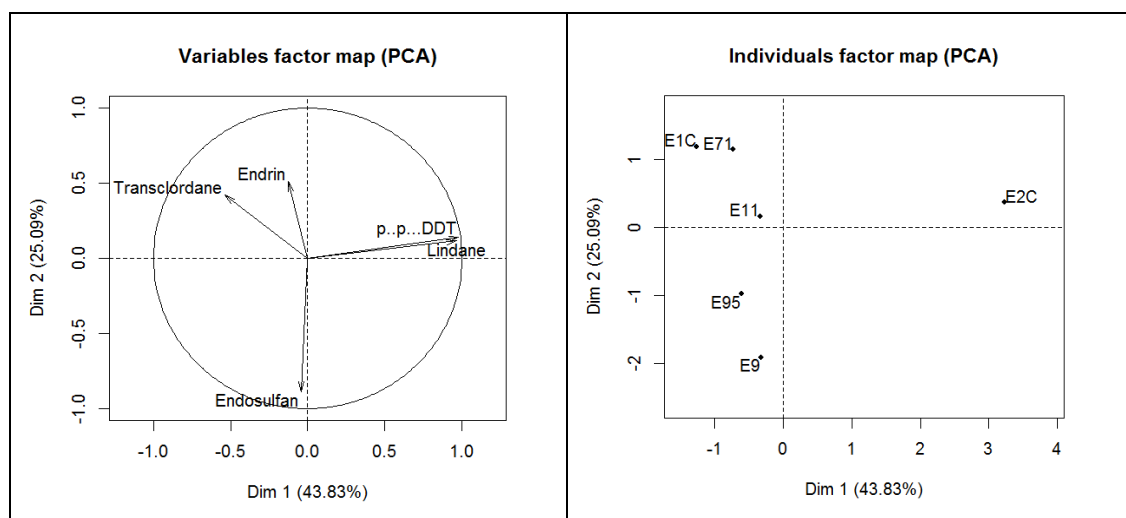 Variables factor map (PCA)
Dim 2 (25.09%)
1.0
0.5
0.0
-0.5
-1.0
Endrin
Transclordane
p..p...DDT
Lindane
Endosulfan
-1.0 -0.5 0.0 0.5 1.0
Dim 1 (43.83%)
Individuals factor map (PCA)
Dim 2 (25.09%)
1
0
-1
-2
E1C E71
E2C
E11
E95
E9
-1 0 1 2 3 4
Dim 1 (43.83%)